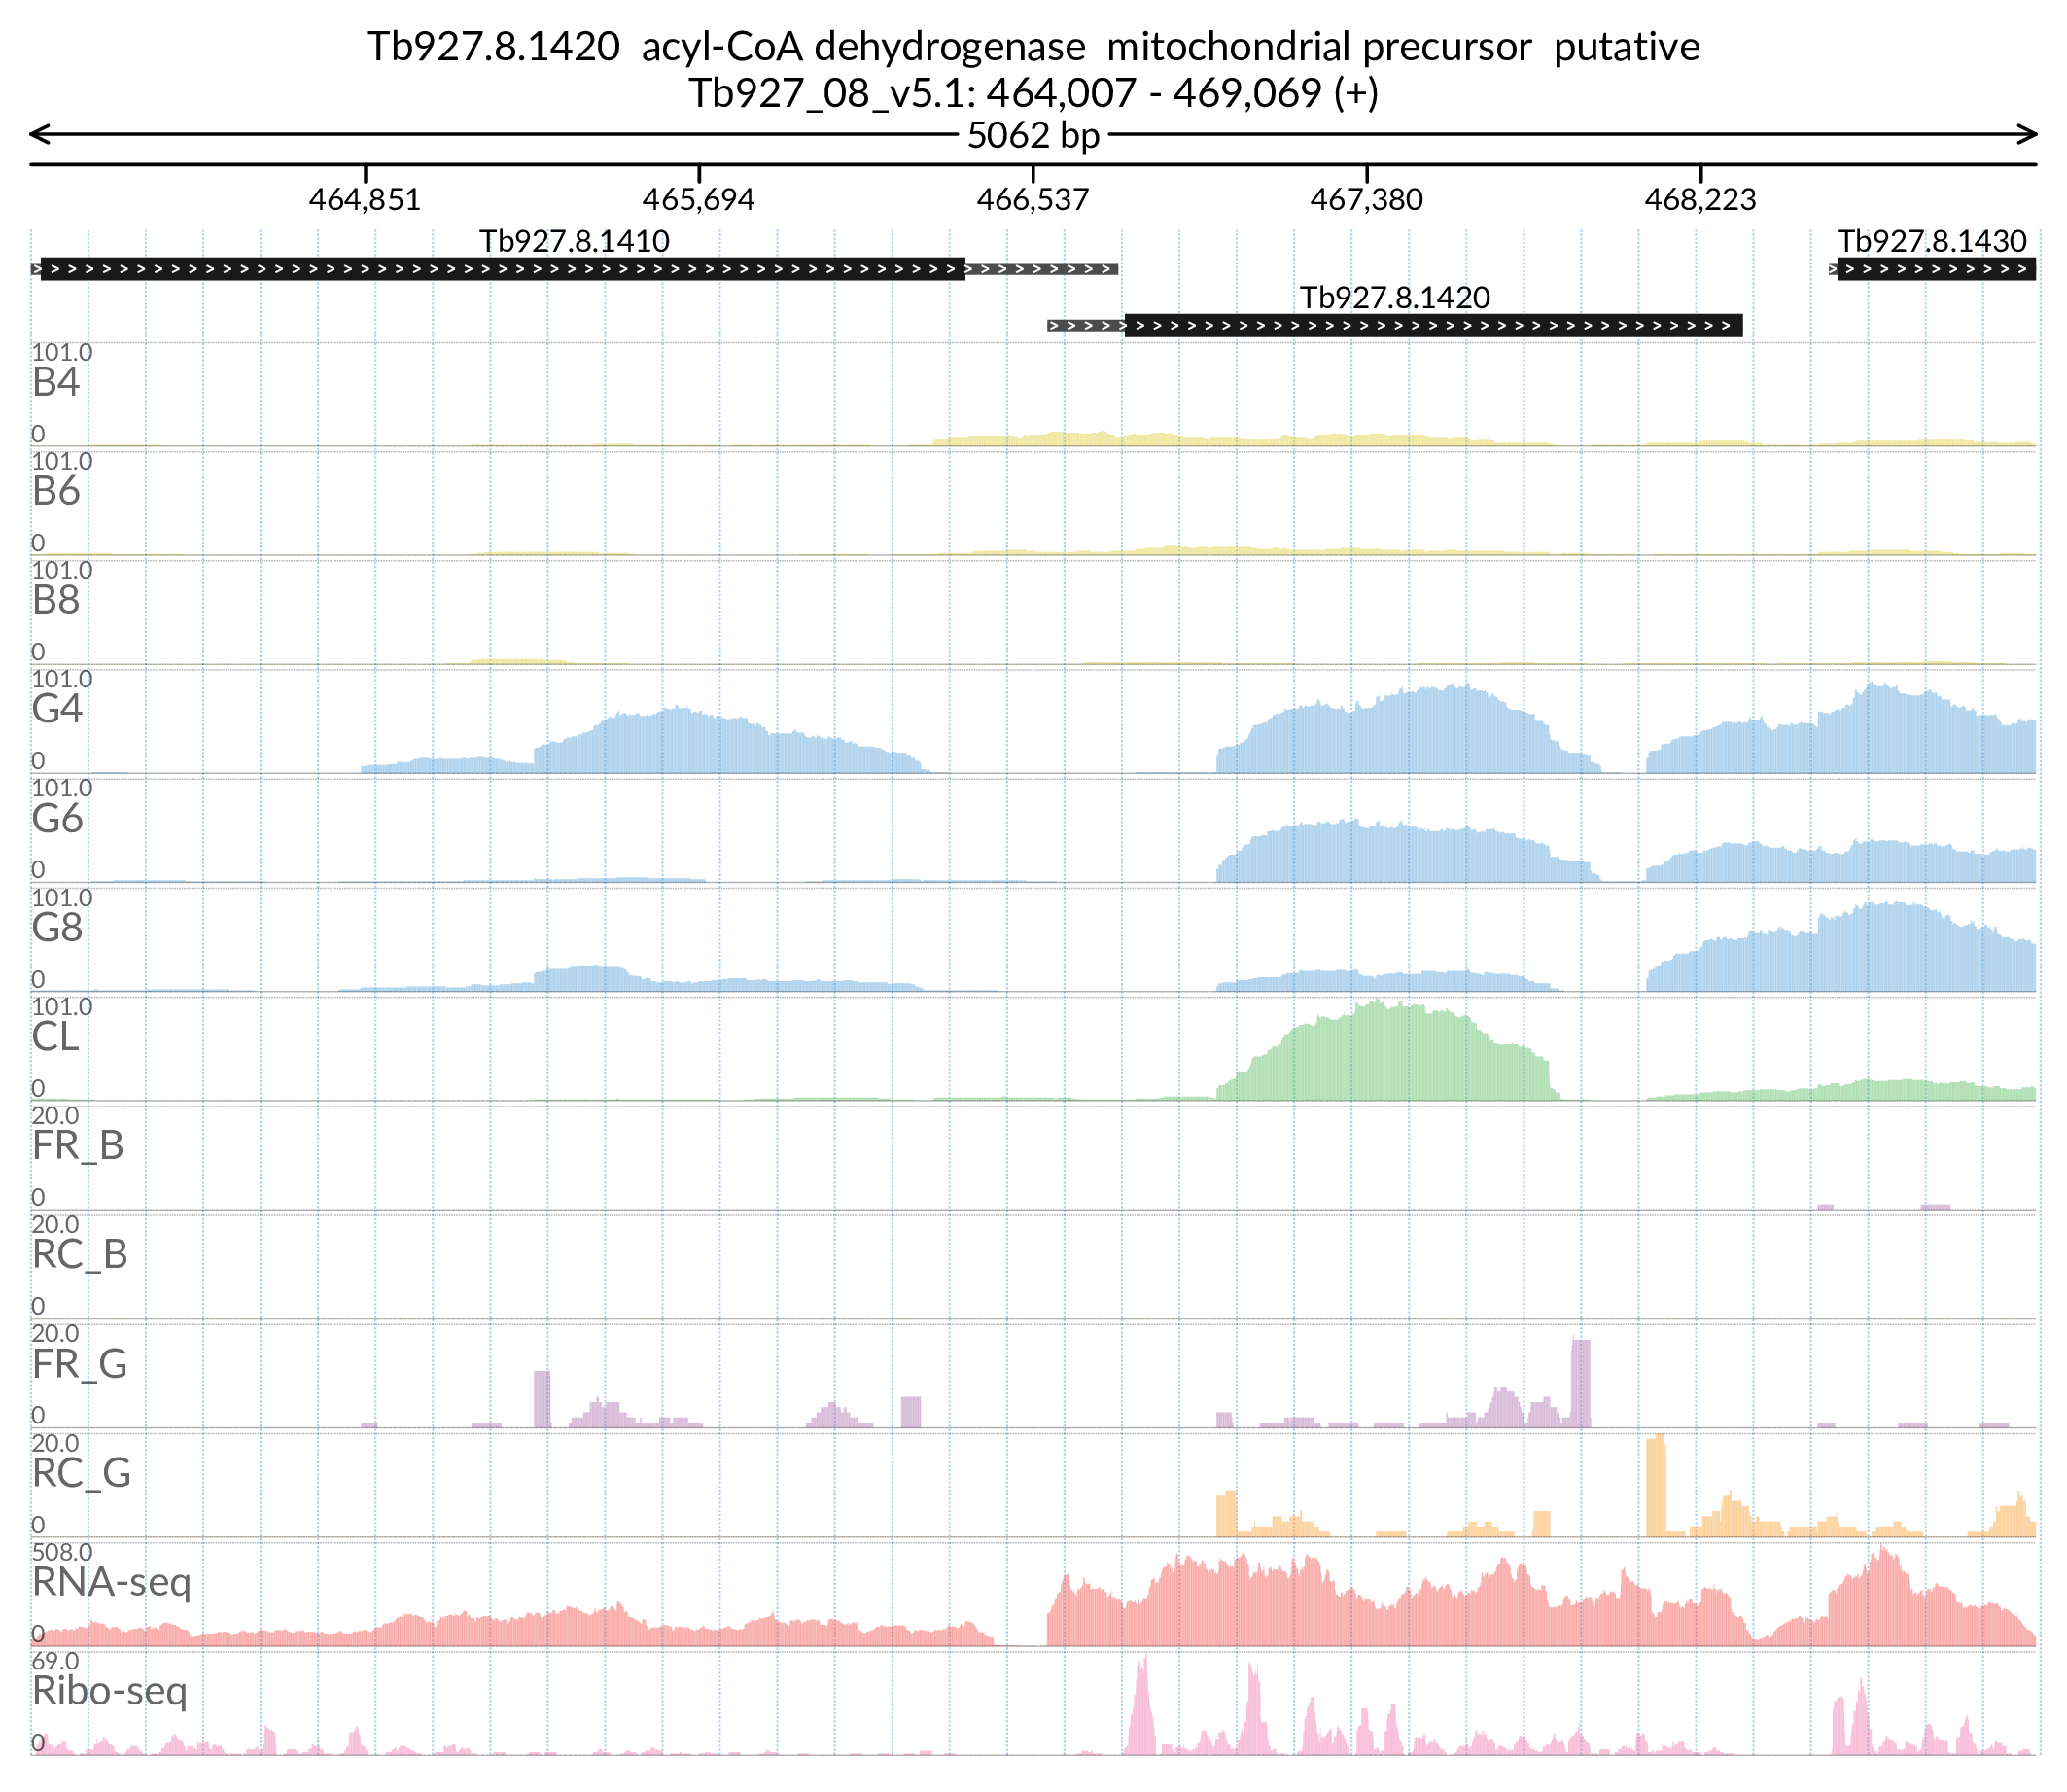 Tb927.8.1420  acyl-CoA dehydrogenase  mitochondrial precursor  putative
Tb927_08_v5.1: 464,007 - 469,069 (+)
5062 bp
464,851 465,694 466,537 467,380 468,223
Tb927.8.1410 Tb927.8.1430
Tb927.8.1420
101.0
B4
0
101.0
B6
0
101.0
B8
0
101.0
G4
0
101.0
G6
0
101.0
G8
0
101.0
CL
0
20.0
FR_B
0
20.0
RC_B
0
20.0
FR_G
0
20.0
RC_G
0
508.0
RNA-seq
0
69.0
Ribo-seq
0